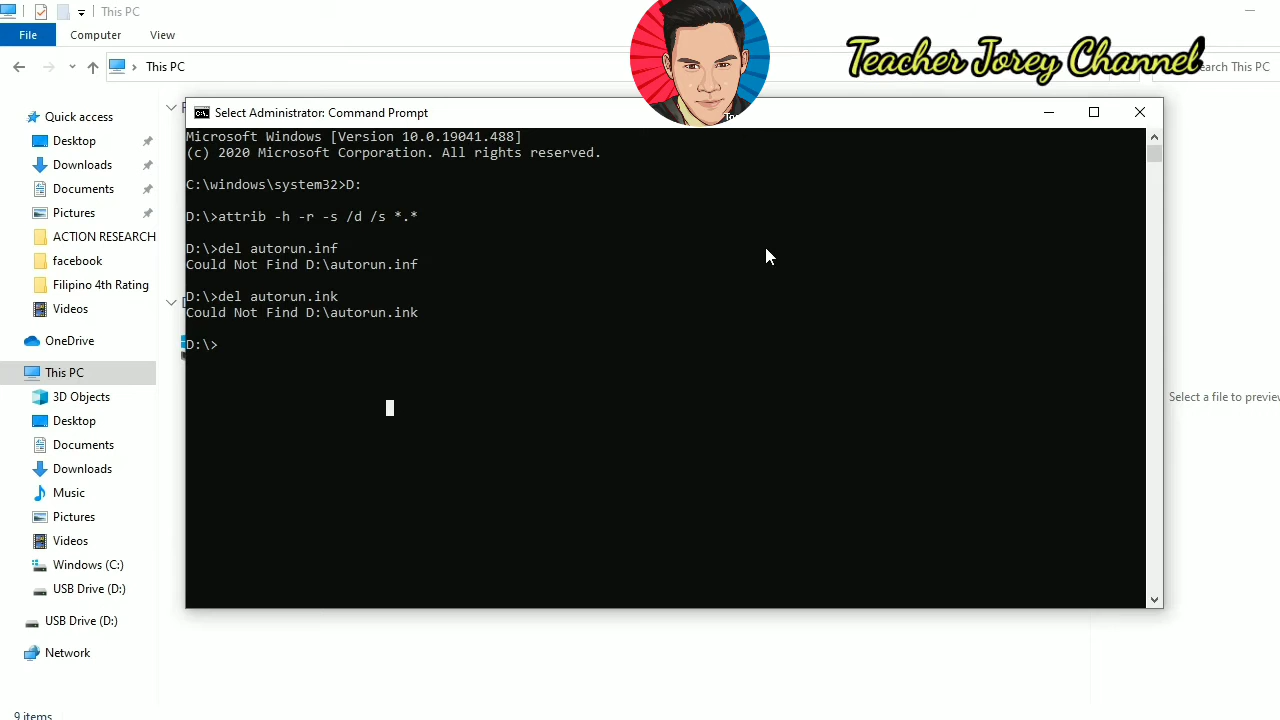 This PC
File
Computer
View
This PC
Teacher Jorey Channel
earch This PC
Quick access
Desktop
Downloads
Documents
Pictures
ACTION RESEARCH
facebook
Filipino 4th Rating
Videos
OneDrive
This PC
3D Objects
Desktop
Documents
Downloads
Music
Pictures
Videos
Windows (C:)
USB Drive (D:)
USB Drive (D:)
Network
9 items
Select Administrator: Command Prompt
Microsoft Windows [Version 10.0.19041.488]
(c) 2020 Microsoft Corporation. All rights reserved.
C:\windows\system32>D:
D:\>attrib -h -r -s /d /s *.*
D:\>del autorun.inf
Could Not Find D:\autorun.inf
D:\>del autorun.ink
Could Not Find D:\autorun.ink
D:\>
Select a file to preview